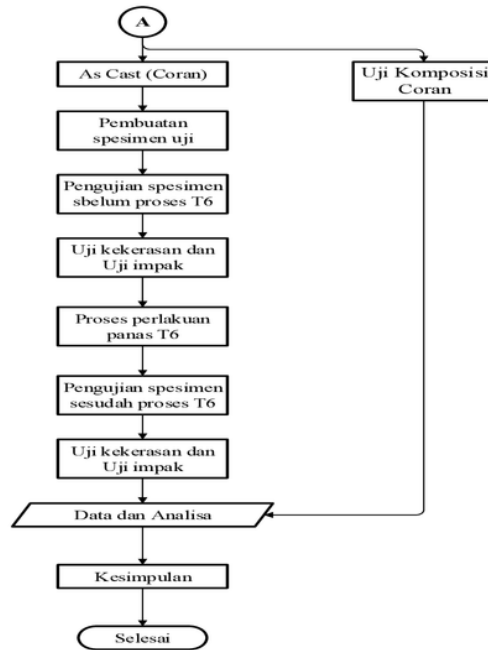 A
As Cast (Coran)
Uji Komposisi
Coran
Pembuatan
spesimen uji
Pengujian spesimen
sbelum proses T6
Uji kekerasan dan
Uji impak
Proses perlakuan
panas T6
Pengujian spesimen
sesudah proses T6
Uji kekerasan dan
Uji impak
Data dan Analisa
Kesimpulan
Selesai